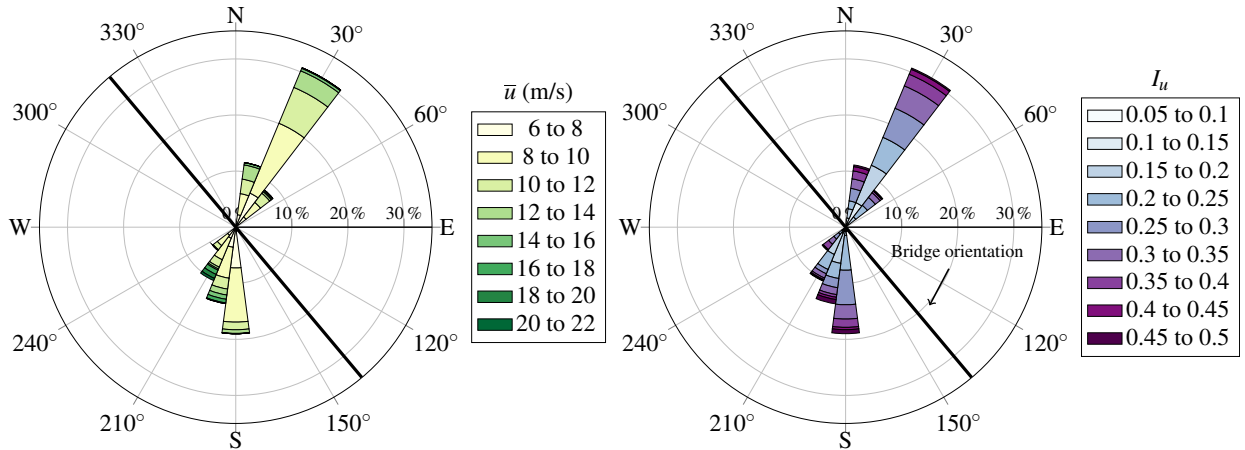 N
30°
60°
E
120°
150°
S
210°
240°
W
300°
330°
0 %
10 %
20 %
30 %
u̅ (m/s)
6 to 8
8 to 10
10 to 12
12 to 14
14 to 16
16 to 18
18 to 20
20 to 22
N
30°
60°
E
120°
150°
S
210°
240°
W
300°
330°
0 %
10 %
20 %
30 %
Bridge orientation
I_u
0.05 to 0.1
0.1 to 0.15
0.15 to 0.2
0.2 to 0.25
0.25 to 0.3
0.3 to 0.35
0.35 to 0.4
0.4 to 0.45
0.45 to 0.5